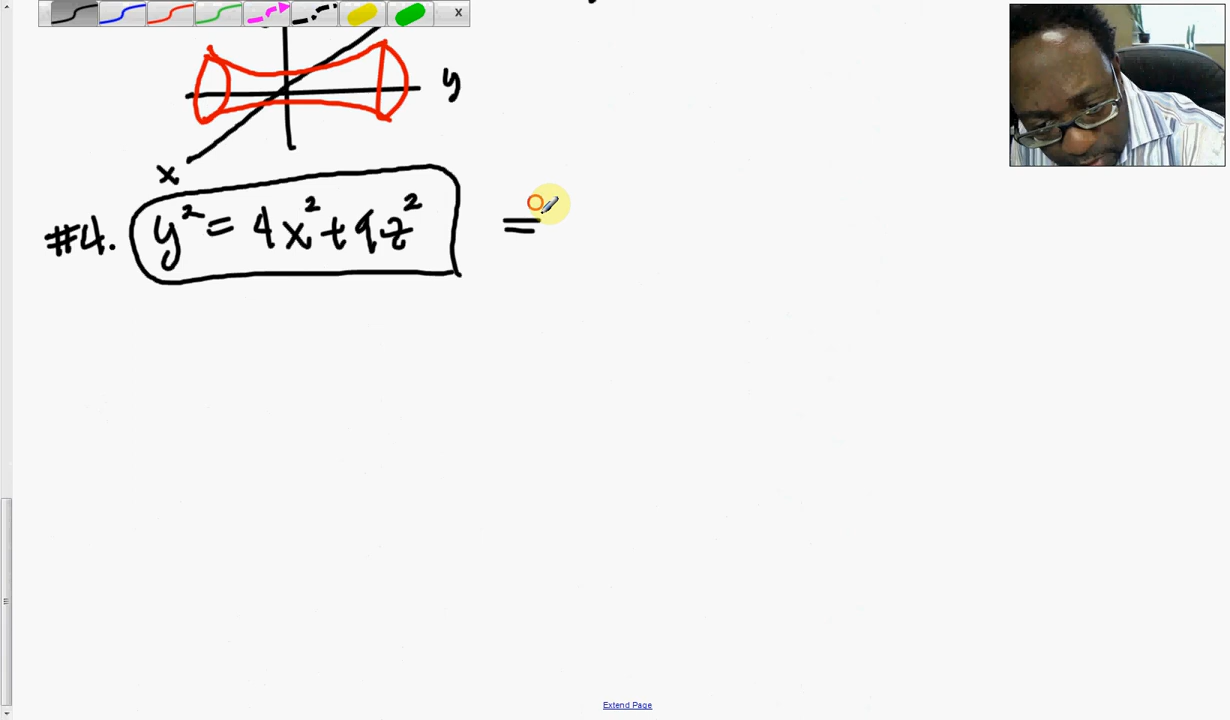 x
y
x
#4. y² = 4x² + 9z² =
Extend Page